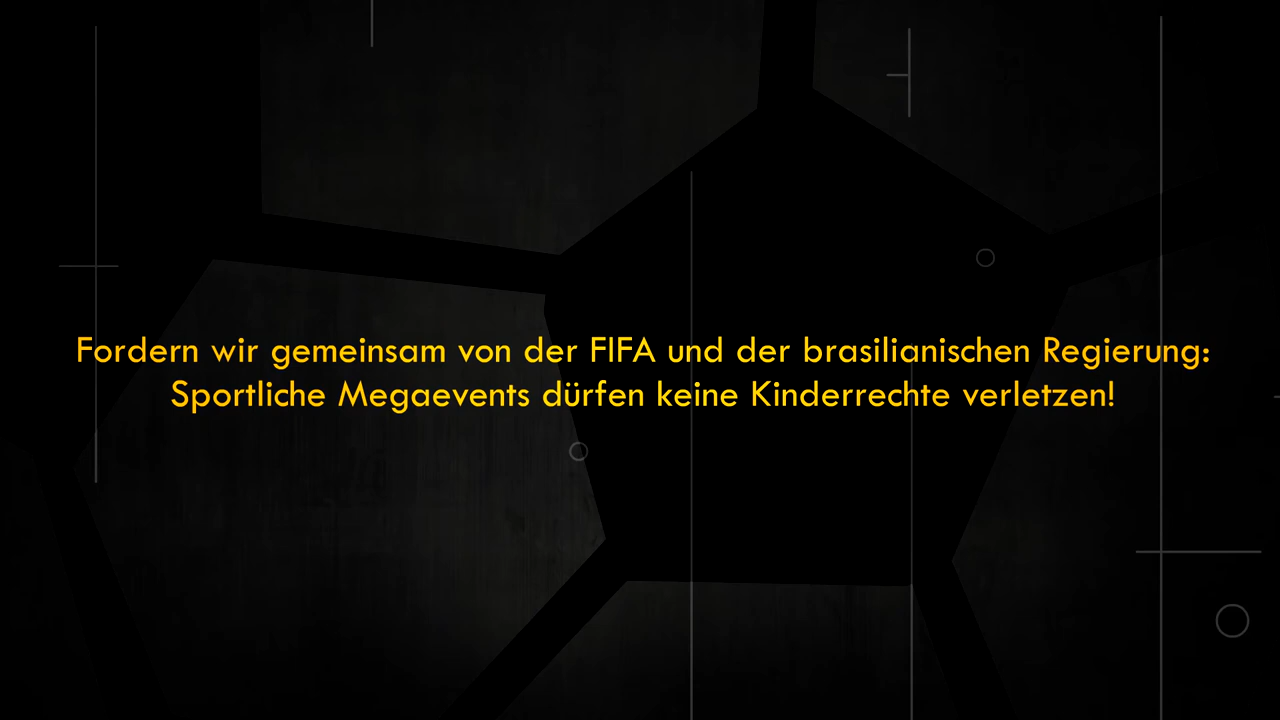 Fordern wir gemeinsam von der FIFA und der brasilianischen Regierung:
Sportliche Megaevents dürfen keine Kinderrechte verletzen!